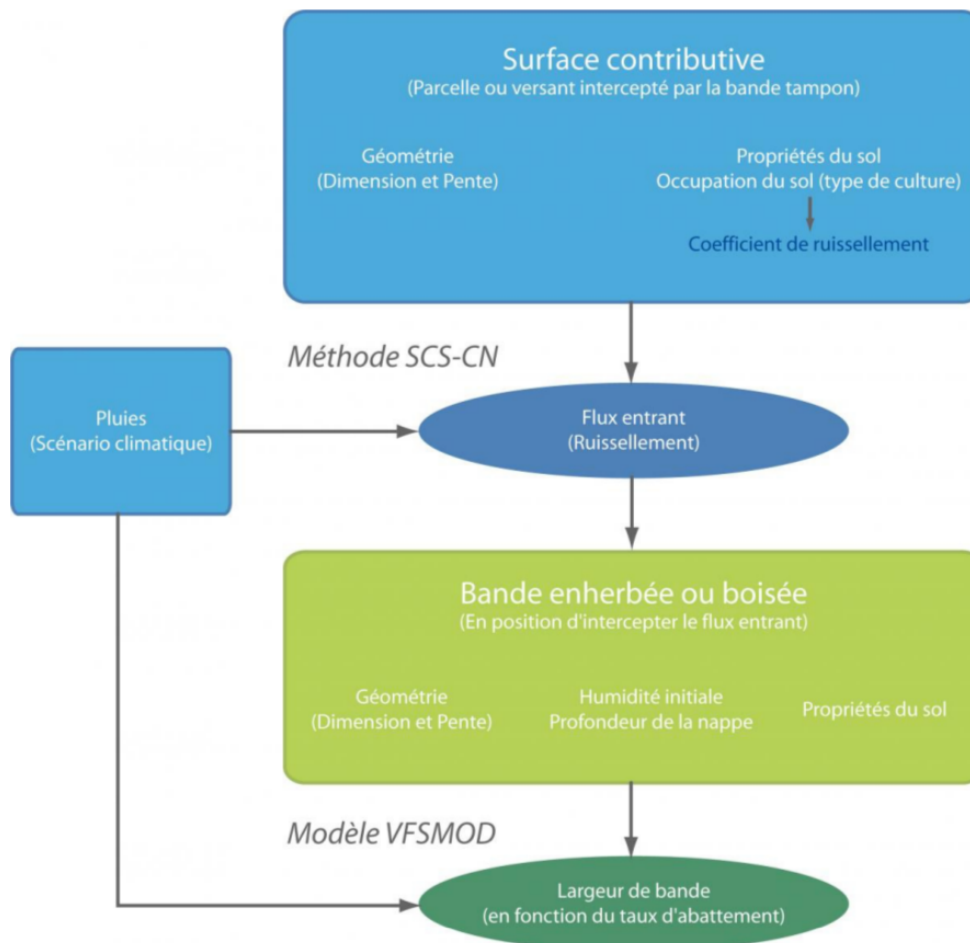 Surface contributive
(Parcelle ou versant intercepté par la bande tampon)
Géométrie
(Dimension et Pente)
Propriétés du sol
Occupation du sol (type de culture)
Coefficient de ruissellement
Méthode SCS-CN
Pluies
(Scénario climatique)
Flux entrant
(Ruissellement)
Bande enherbée ou boisée
(En position d'intercepter le flux entrant)
Géométrie
(Dimension et Pente)
Humidité initiale
Profondeur de la nappe
Propriétés du sol
Modèle VFSMOD
Largeur de bande
(en fonction du taux d'abattement)